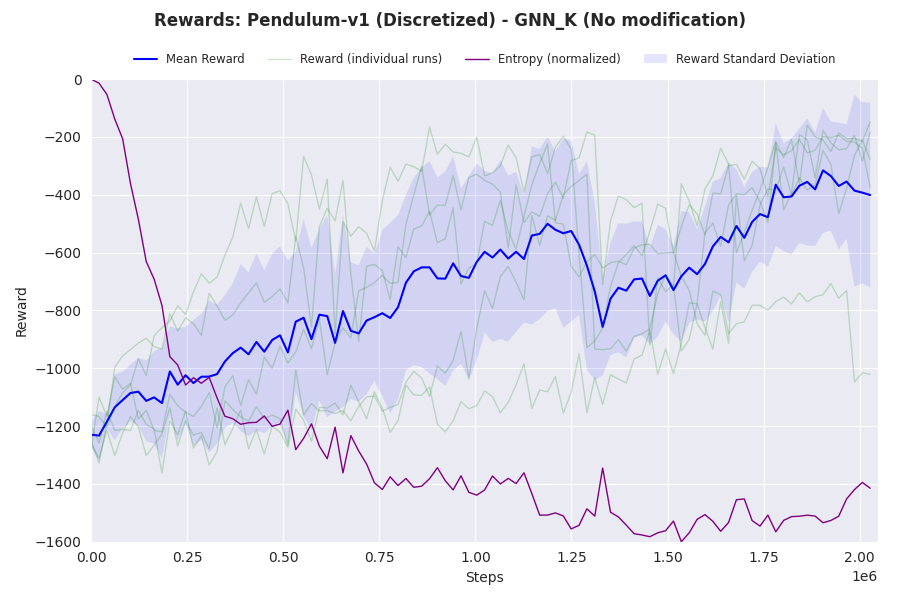 Rewards: Pendulum-v1 (Discretized) - GNN_K (No modification)
Mean Reward
Reward (individual runs)
Entropy (normalized)
Reward Standard Deviation
0
−200
−400
−600
−800
−1000
−1200
−1400
−1600
Reward
0.00
0.25
0.50
0.75
1.00
1.25
1.50
1.75
2.00
1e6
Steps